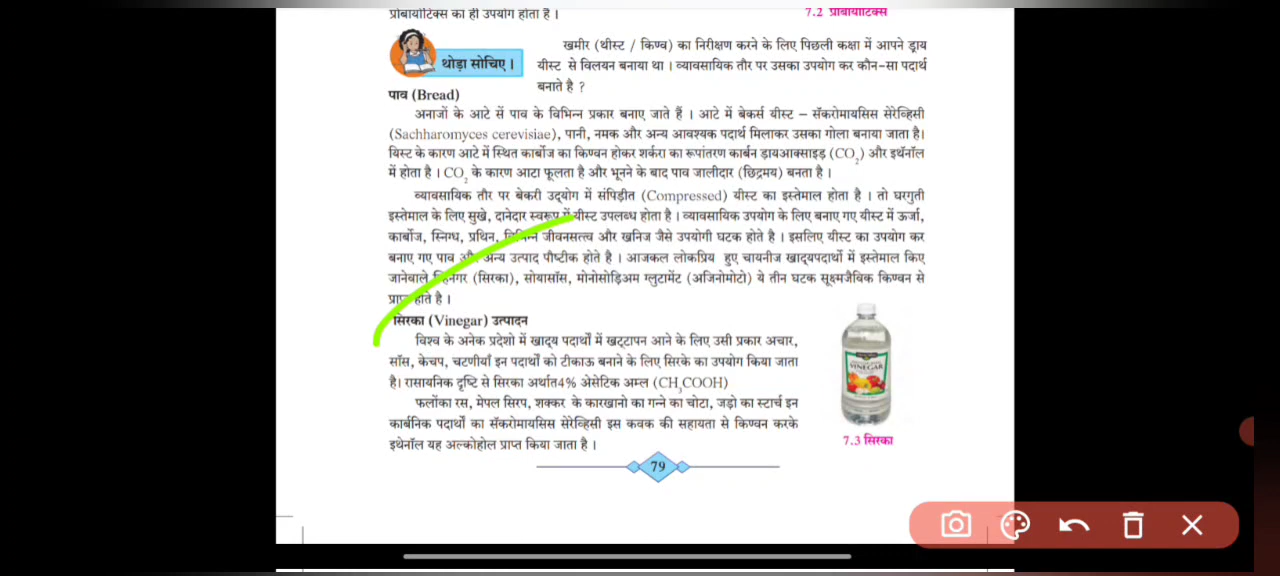 प्रोबायोटिक्स का ही उपयोग होता है ।
7.2 प्रोबायोटिक्स
थोड़ा सोचिए ।
खमीर (यीस्ट / किण्व) का निरीक्षण करने के लिए पिछली कक्षा में आपने ड्राय
यीस्ट से विलयन बनाया था । व्यावसायिक तौर पर उसका उपयोग कर कौन-सा पदार्थ
बनाते है ?
पाव (Bread)
अनाजों के आटे सें पाव के विभिन्न प्रकार बनाए जाते हैं । आटे में बेकर्स यीस्ट – सॅकरोमायसिस सेरेव्हिसी
(Sachharomyces cerevisiae), पानी, नमक और अन्य आवश्यक पदार्थ मिलाकर उसका गोला बनाया जाता है।
यिस्ट के कारण आटे में स्थित कार्बोज का किण्वन होकर शर्करा का रूपांतरण कार्बन ड़ायआक्साइड़ (CO₂) और इथॅनॉल
में होता है । CO₂ के कारण आटा फूलता है और भूनने के बाद पाव जालीदार (छिद्रमय) बनता है ।
व्यावसायिक तौर पर बेकरी उद्योग में संपिड़ीत (Compressed) यीस्ट का इस्तेमाल होता है । तो घरगुती
इस्तेमाल के लिए सुखे, दानेदार स्वरूप में यीस्ट उपलब्ध होता है । व्यावसायिक उपयोग के लिए बनाए गए यीस्ट में ऊर्जा,
कार्बोज, स्निग्ध, प्रथिन, विभिन्न जीवनसत्त्व और खनिज जैसे उपयोगी घटक होते है । इसलिए यीस्ट का उपयोग कर
बनाए गए पाव और अन्य उत्पाद पौष्टीक होते है । आजकल लोकप्रिय हुए चायनीज खाद्यपदार्थो में इस्तेमाल किए
जानेवाले व्हिनेगर (सिरका), सोयासॉस, मोनोसोड़िअम ग्लुटामेंट (अजिनोमोटो) ये तीन घटक सूक्ष्मजैविक किण्वन से
प्राप्त होते है ।
सिरका (Vinegar) उत्पादन
विश्व के अनेक प्रदेशो में खाद्य पदार्थों में खट्टापन आने के लिए उसी प्रकार अचार,
सॉस, केचप, चटणीयाँ इन पदार्थों को टीकाऊ बनाने के लिए सिरके का उपयोग किया जाता
है। रासायनिक दृष्टि से सिरका अर्थात4% ॲसेटिक अम्ल (CH₃COOH)
फलोंका रस, मेपल सिरप, शक्कर के कारखानो का गन्ने का चोटा, जड़ो का स्टार्च इन
कार्बनिक पदार्थों का सॅकरोमायसिस सेरेव्हिसी इस कवक की सहायता से किण्वन करके
इथेनॉल यह अल्कोहोल प्राप्त किया जाता है ।
VINEGAR
7.3 सिरका
79